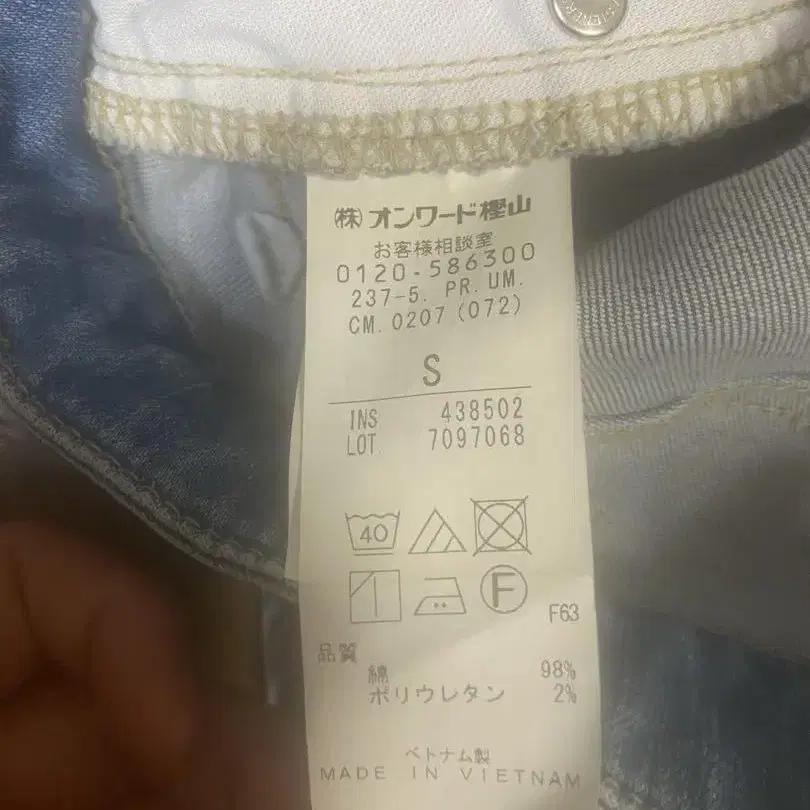 ㈱オンワード樫山
お客様相談室
0120-586300
237-5. PR. UM.
CM. 0207 (072)
S
INS 438502
LOT 7097068
40
F
F63
品質
綿 98%
ポリウレタン 2%
ベトナム製
MADE IN VIETNAM